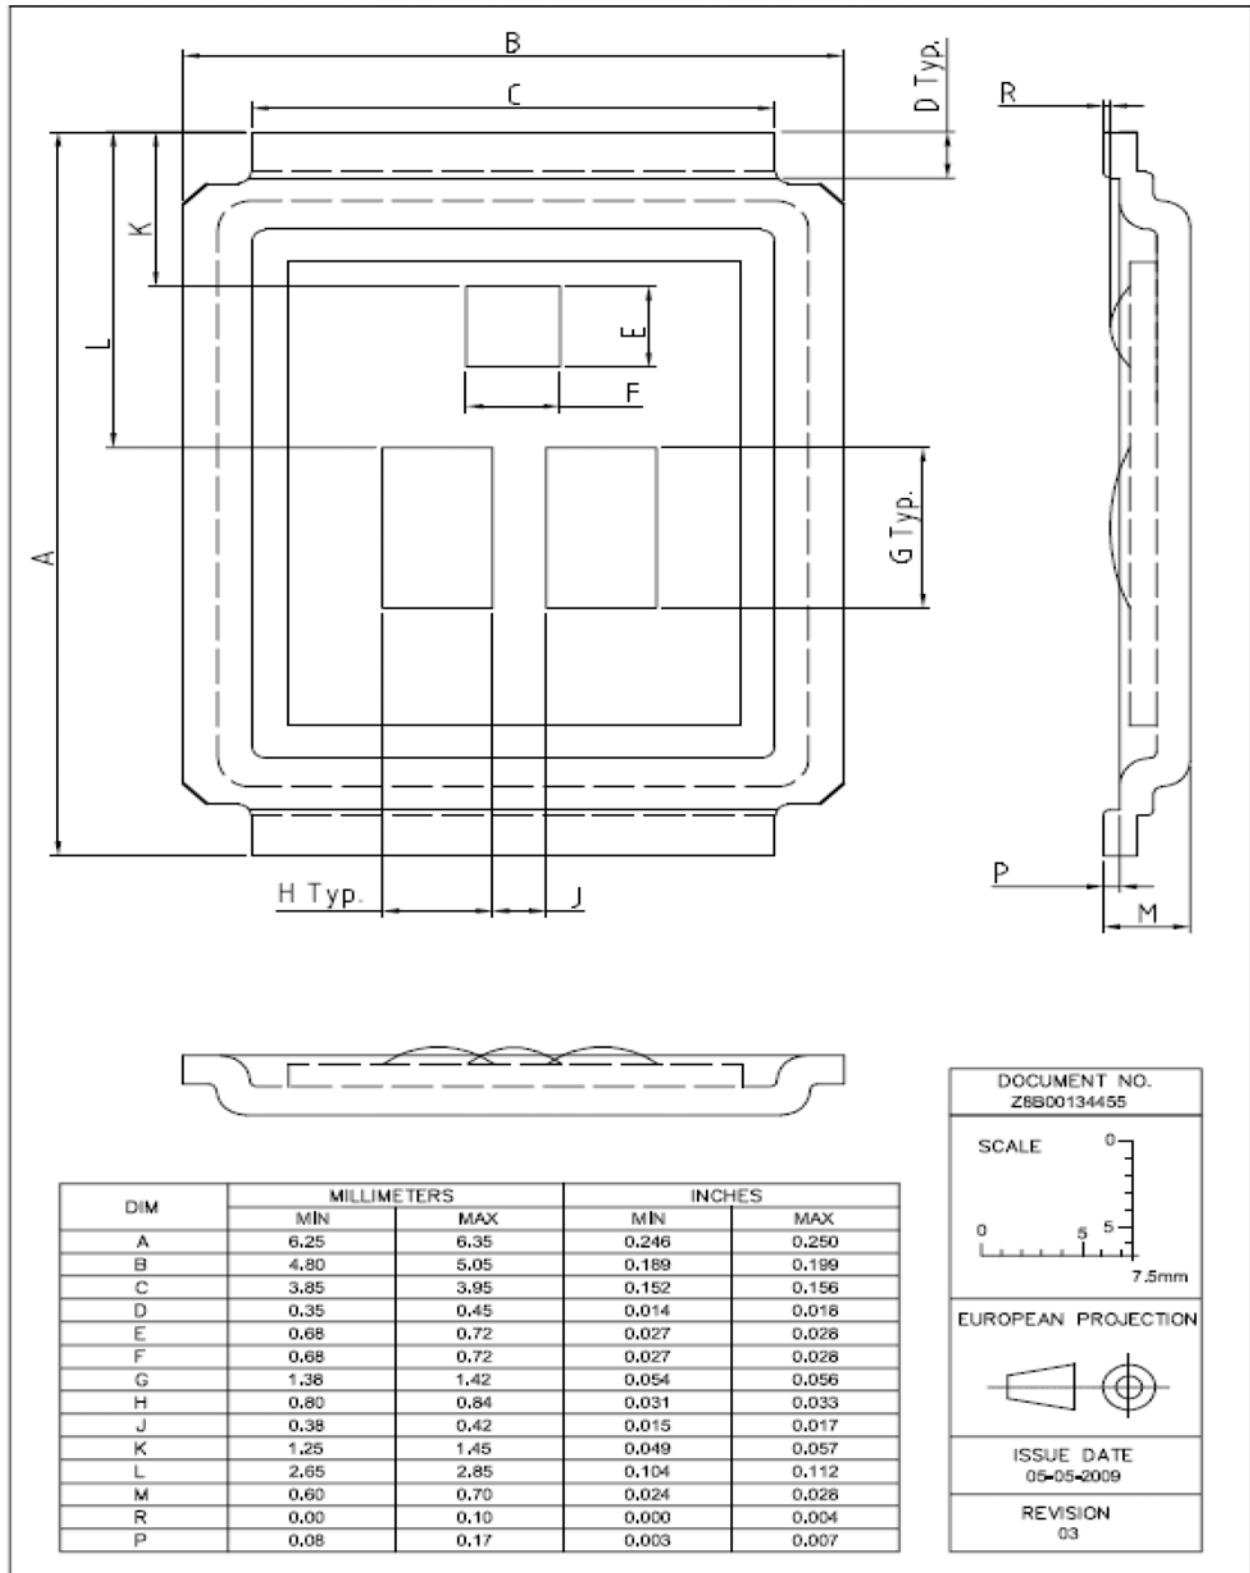 B
C
D Typ.
R
K
E
L
F
G Typ.
A
P
H Typ.
J
M
DOCUMENT NO.
Z8B00134455
SCALE
0
0
5
5
7.5mm
EUROPEAN PROJECTION
ISSUE DATE
05-05-2009
REVISION
03
DIM MILLIMETERS INCHES
MIN MAX MIN MAX
A 6.25 6.35 0.246 0.250
B 4.80 5.05 0.189 0.199
C 3.85 3.95 0.152 0.156
D 0.35 0.45 0.014 0.018
E 0.68 0.72 0.027 0.028
F 0.68 0.72 0.027 0.028
G 1.38 1.42 0.054 0.056
H 0.80 0.84 0.031 0.033
J 0.38 0.42 0.015 0.017
K 1.25 1.45 0.049 0.057
L 2.65 2.85 0.104 0.112
M 0.60 0.70 0.024 0.028
R 0.00 0.10 0.000 0.004
P 0.08 0.17 0.003 0.007